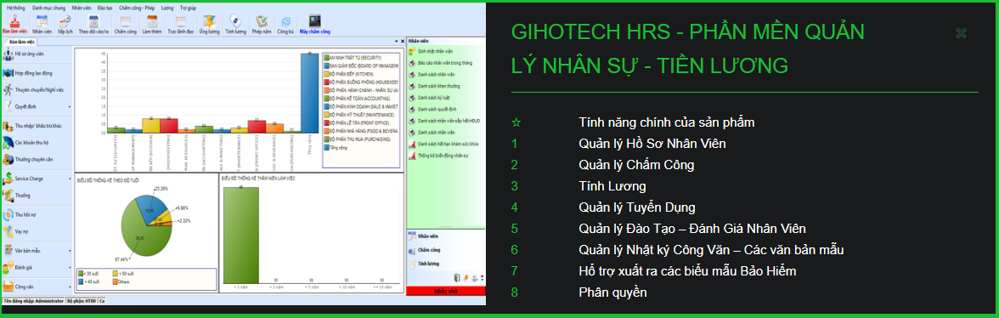 Hệ thống Danh mục chung Nhân viên Đào tạo Chấm công - Phép Lương Trợ giúp
Bàn làm việc Nhân viên Xếp lịch Theo dõi vào/ra Chấm công Làm thêm Trực lãnh đạo Ứng lương Tính lương Phép năm Công bù Máy chấm công
Bàn làm việc
Hồ sơ ứng viên
Hợp đồng lao động
Thuyên chuyển/Nghỉ việc
Quyết định
Thu nhập/ khấu trừ khác
Các khoản thu hộ
Thưởng chuyên cần
Service Charge
Thưởng
Thu hồi nợ
Vay nợ
Văn bản mẫu
Đánh giá
Công văn
AN NINH TRẬT TỰ (SECURITY)
BAN GIÁM ĐỐC (BOARD OF MANAGEM
BỘ PHẬN BẾP (KITCHEN)
BỘ PHẬN BUỒNG PHÒNG (HOUSEKEEP
BỘ PHẬN HÀNH CHÁNH - NHÂN SỰ (A
BỘ PHẬN KẾ TOÁN (ACCOUNTING)
BỘ PHẬN KINH DOANH (SALE & MAKET
BỘ PHẬN KỸ THUẬT (MAINTENANCE)
BỘ PHẬN LỄ TÂN (FRONT OFFICE)
BỘ PHẬN NHÀ HÀNG (FOOD & BEVERA
BỘ PHẬN THU MUA (PURCHASING)
Tổng cộng
BIỂU ĐỒ THỐNG KÊ THEO ĐỘ TUỔI
23.26%
6.98%
2.33%
67.44%
< 30 tuổi
< 50 tuổi
< 40 tuổi
Others
BIỂU ĐỒ THỐNG KÊ THÂM NIÊN LÀM VIỆC
< 1 năm < 3 năm < 5 năm < 10 năm >= 10 năm
Nhân viên
Sinh nhật nhân viên
Báo cáo nhân viên trong tháng
Danh sách nhân viên
Danh sách khen thưởng
Danh sách kỷ luật
Danh sách quyết định
Danh sách nhân viên sắp hết HĐLĐ
Danh sách nhân viên
Danh sách hết hạn khám sức khỏe
Thống kê biến động nhân sự
Nhân viên
Chấm công
Tính lương
Nhắc nhở
Tên đăng nhập: Administrator Bộ phận: HT00 Ca
GIHOTECH HRS - PHẦN MỀN QUẢN
LÝ NHÂN SỰ - TIỀN LƯƠNG
☆ Tính năng chính của sản phẩm
1 Quản lý Hồ Sơ Nhân Viên
2 Quản lý Chấm Công
3 Tính Lương
4 Quản lý Tuyển Dụng
5 Quản lý Đào Tạo – Đánh Giá Nhân Viên
6 Quản lý Nhật ký Công Văn – Các văn bản mẫu
7 Hỗ trợ xuất ra các biểu mẫu Bảo Hiểm
8 Phân quyền